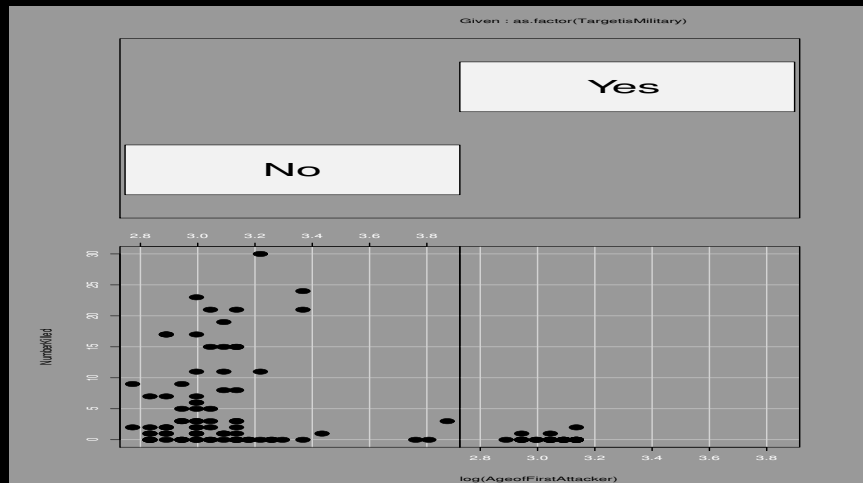 Given : as.factor(TargetisMilitary)
Yes
No
2.8 3.0 3.2 3.4 3.6 3.8
30
25
20
15
10
5
0
NumberKilled
2.8 3.0 3.2 3.4 3.6 3.8
log(AgeofFirstAttacker)